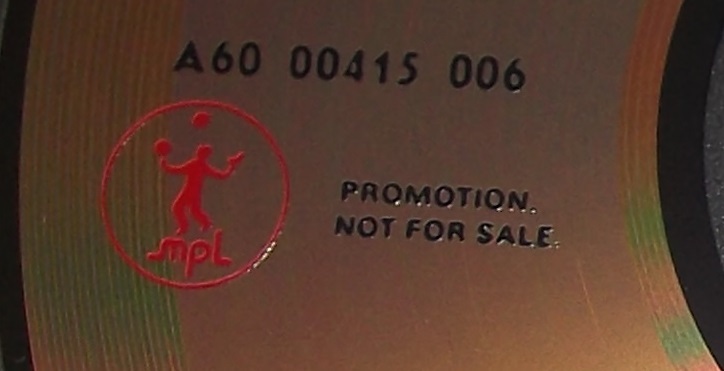 A60 00415 006
PROMOTION.
NOT FOR SALE.
mpl